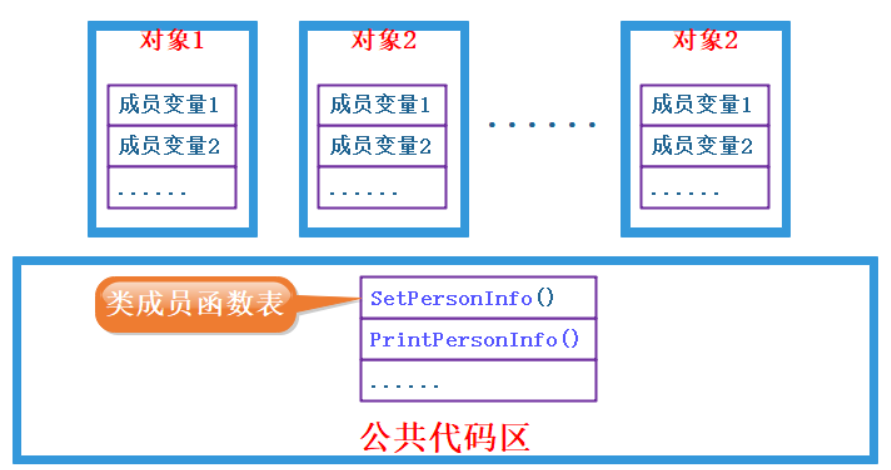 对象1 对象2 对象2
成员变量1 成员变量1 成员变量1
......
成员变量2 成员变量2 成员变量2
...... ...... ......
类成员函数表 SetPersonInfo()
PrintPersonInfo()
......
公共代码区